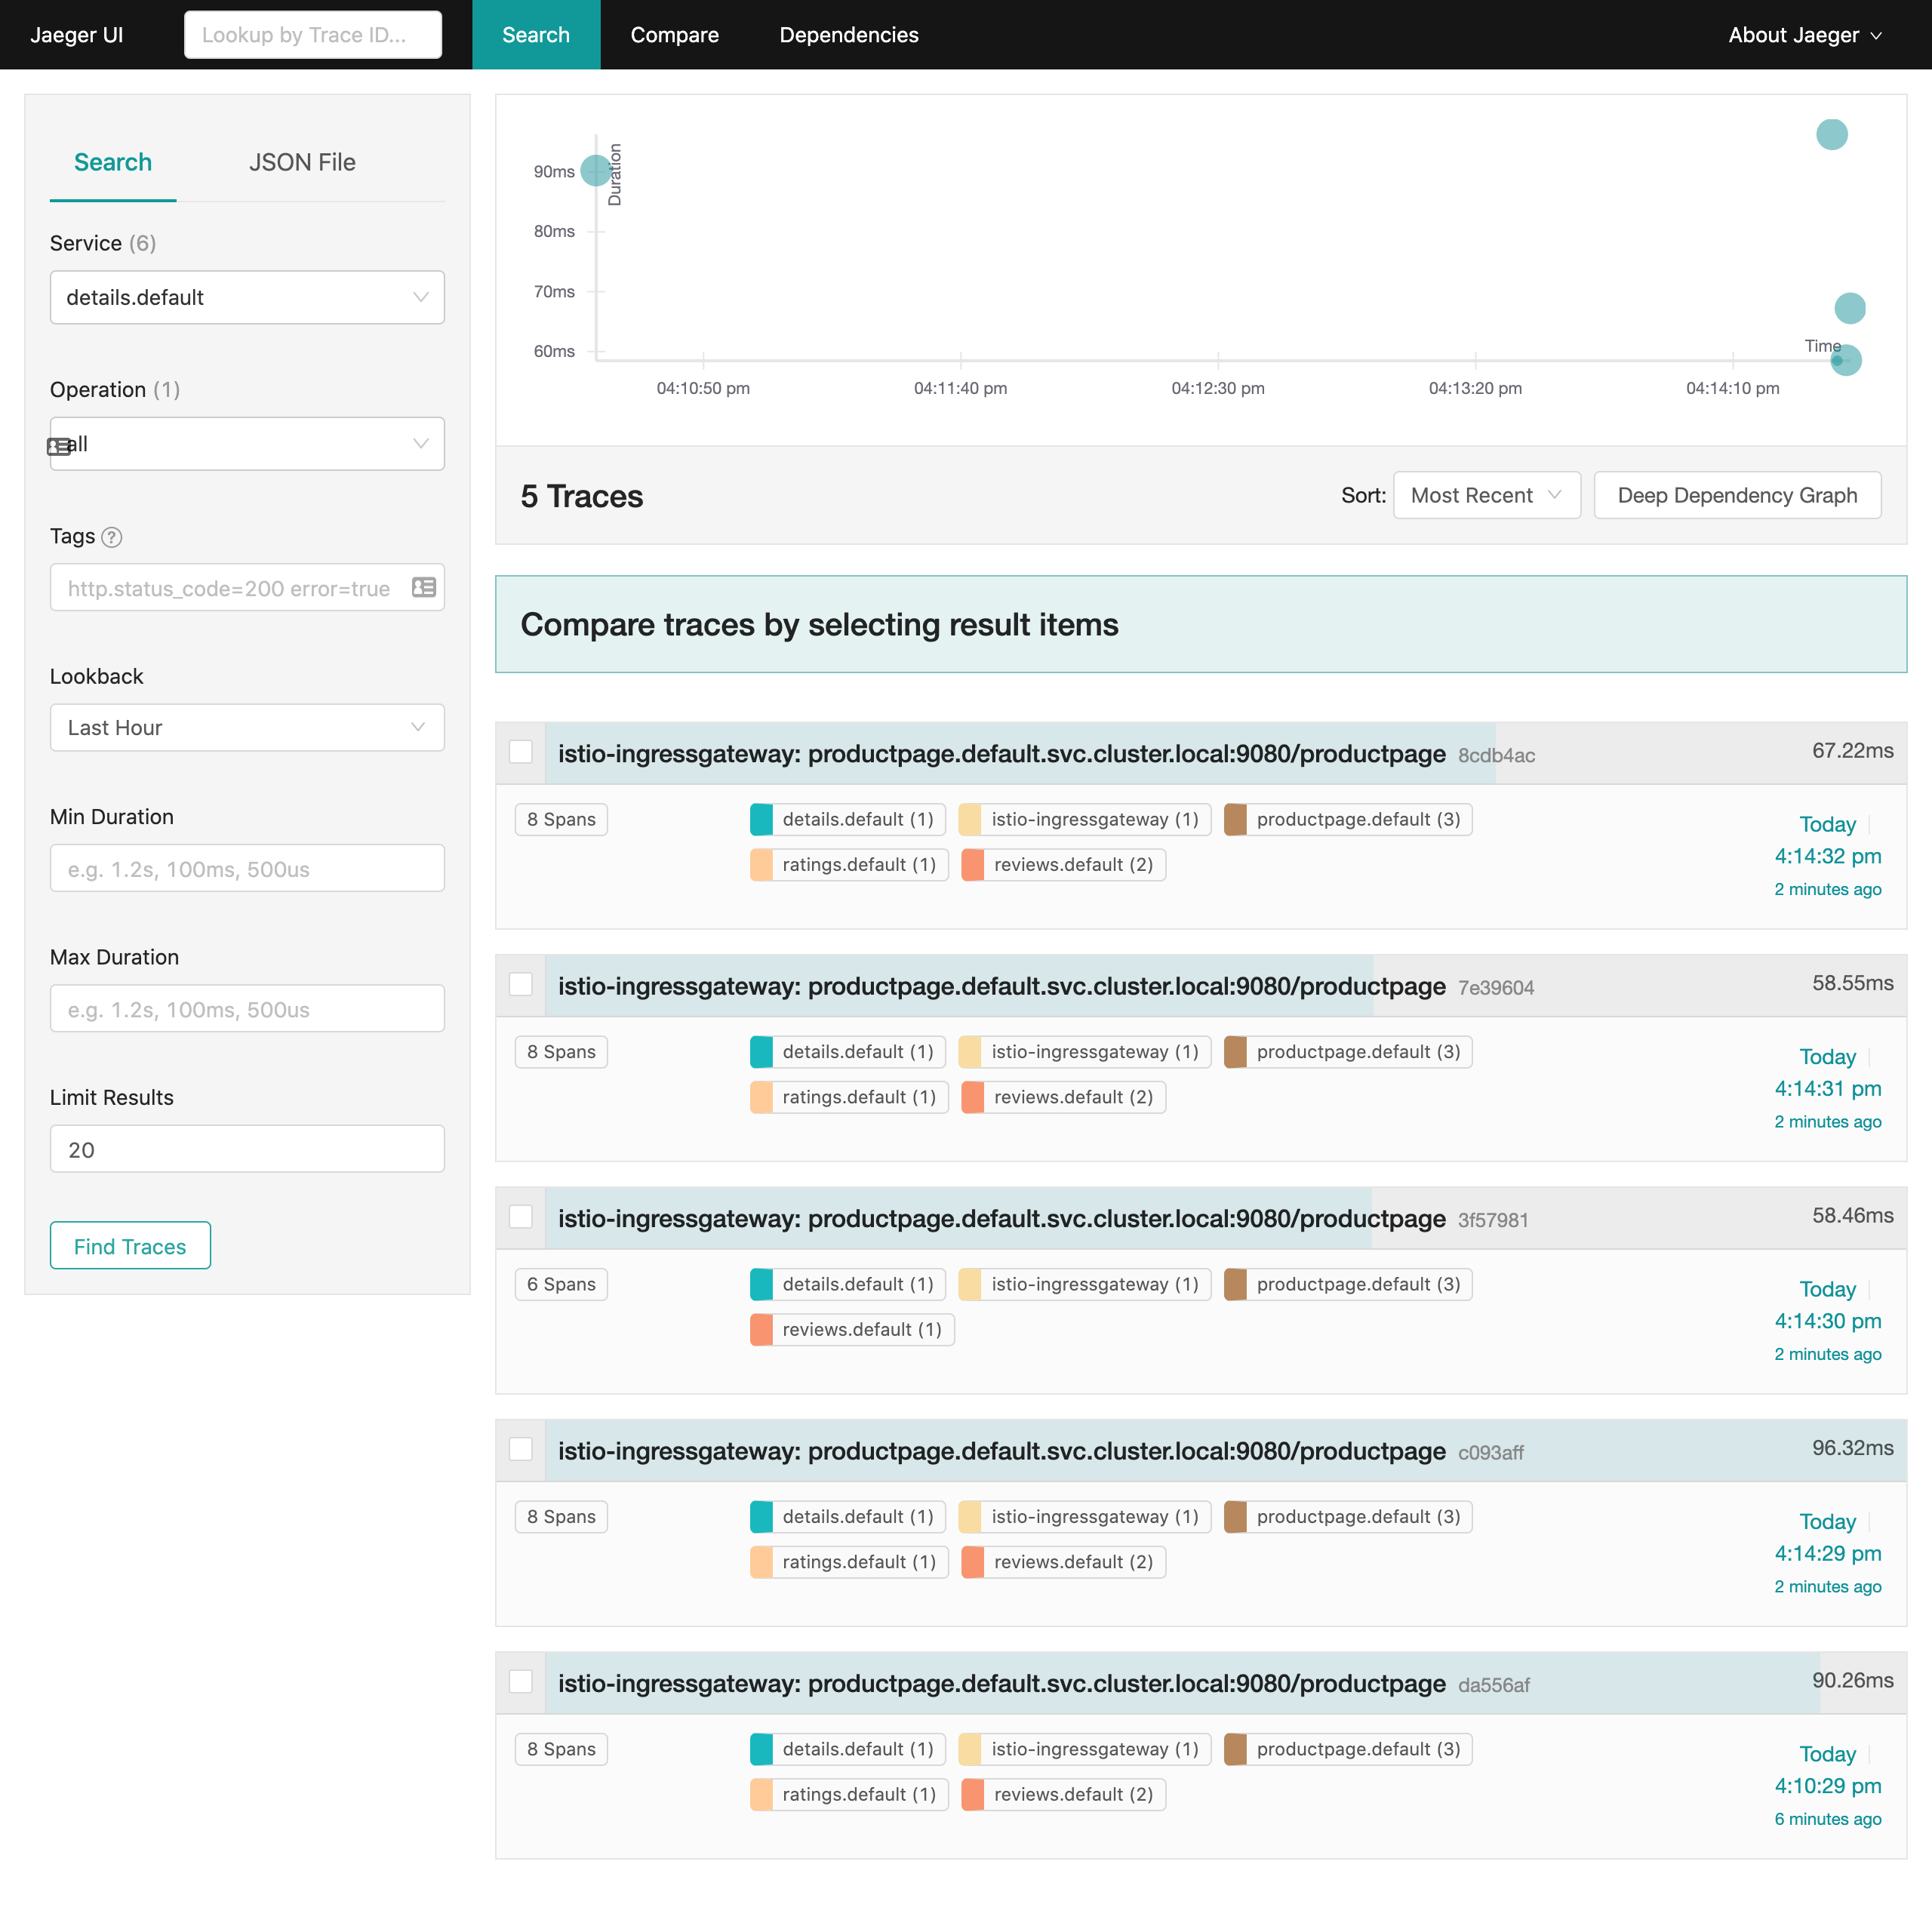 Jaeger UI
Lookup by Trace ID...
Search
Compare
Dependencies
About Jaeger
Search
JSON File
Service (6)
details.default
Operation (1)
all
Tags ?
http.status_code=200 error=true
Lookback
Last Hour
Min Duration
e.g. 1.2s, 100ms, 500us
Max Duration
e.g. 1.2s, 100ms, 500us
Limit Results
20
Find Traces
Duration
90ms
80ms
70ms
60ms
Time
04:10:50 pm
04:11:40 pm
04:12:30 pm
04:13:20 pm
04:14:10 pm
5 Traces
Sort: Most Recent
Deep Dependency Graph
Compare traces by selecting result items
istio-ingressgateway: productpage.default.svc.cluster.local:9080/productpage 8cdb4ac 67.22ms
8 Spans
details.default (1) istio-ingressgateway (1) productpage.default (3)
ratings.default (1) reviews.default (2)
Today
4:14:32 pm
2 minutes ago
istio-ingressgateway: productpage.default.svc.cluster.local:9080/productpage 7e39604 58.55ms
8 Spans
details.default (1) istio-ingressgateway (1) productpage.default (3)
ratings.default (1) reviews.default (2)
Today
4:14:31 pm
2 minutes ago
istio-ingressgateway: productpage.default.svc.cluster.local:9080/productpage 3f57981 58.46ms
6 Spans
details.default (1) istio-ingressgateway (1) productpage.default (3)
reviews.default (1)
Today
4:14:30 pm
2 minutes ago
istio-ingressgateway: productpage.default.svc.cluster.local:9080/productpage c093aff 96.32ms
8 Spans
details.default (1) istio-ingressgateway (1) productpage.default (3)
ratings.default (1) reviews.default (2)
Today
4:14:29 pm
2 minutes ago
istio-ingressgateway: productpage.default.svc.cluster.local:9080/productpage da556af 90.26ms
8 Spans
details.default (1) istio-ingressgateway (1) productpage.default (3)
ratings.default (1) reviews.default (2)
Today
4:10:29 pm
6 minutes ago